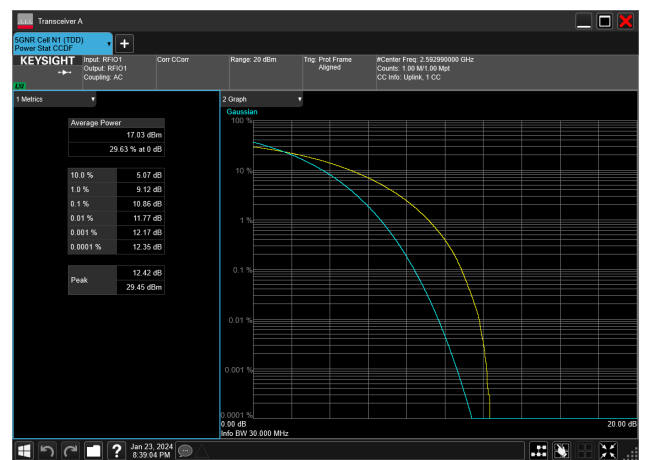 Transceiver A
5GNR Cell N1 (TDD)
Power Stat CCDF
KEYSIGHT
Input: RFIO1
Output: RFIO1
Coupling: AC
Corr CCorr
Range: 20 dBm
Trig: Prot Frame
Aligned
#Center Freq: 2.592990000 GHz
Counts: 1.00 M/1.00 Mpt
CC Info: Uplink, 1 CC
LV
1 Metrics
2 Graph
Average Power
17.03 dBm
29.63 % at 0 dB
10.0 % 5.07 dB
1.0 % 9.12 dB
0.1 % 10.86 dB
0.01 % 11.77 dB
0.001 % 12.17 dB
0.0001 % 12.35 dB
Peak
12.42 dB
29.45 dBm
Gaussian
100 %
10 %
1 %
0.1 %
0.01 %
0.001 %
0.0001 %
0.00 dB
20.00 dB
Info BW 30.000 MHz
Jan 23, 2024
8:39:04 PM